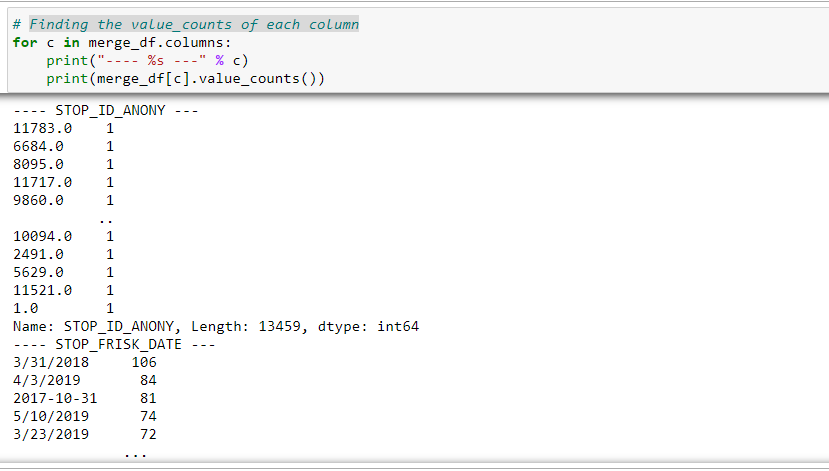 # Finding the value_counts of each column
for c in merge_df.columns:
    print("---- %s ---" % c)
    print(merge_df[c].value_counts())
---- STOP_ID_ANONY ---
11783.0    1
6684.0     1
8095.0     1
11717.0    1
9860.0     1
          ..
10094.0    1
2491.0     1
5629.0     1
11521.0    1
1.0        1
Name: STOP_ID_ANONY, Length: 13459, dtype: int64
---- STOP_FRISK_DATE ---
3/31/2018     106
4/3/2019       84
2017-10-31     81
5/10/2019      74
3/23/2019      72
             ...